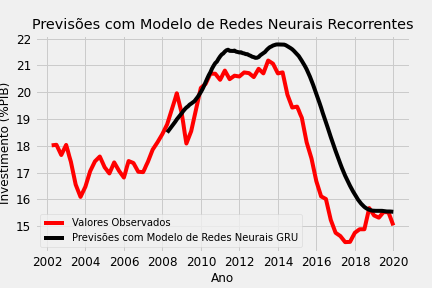 Previsões com Modelo de Redes Neurais Recorrentes
22
21
20
19
18
17
16
15
Investimento (%PIB)
Valores Observados
Previsões com Modelo de Redes Neurais GRU
2002 2004 2006 2008 2010 2012 2014 2016 2018 2020
Ano